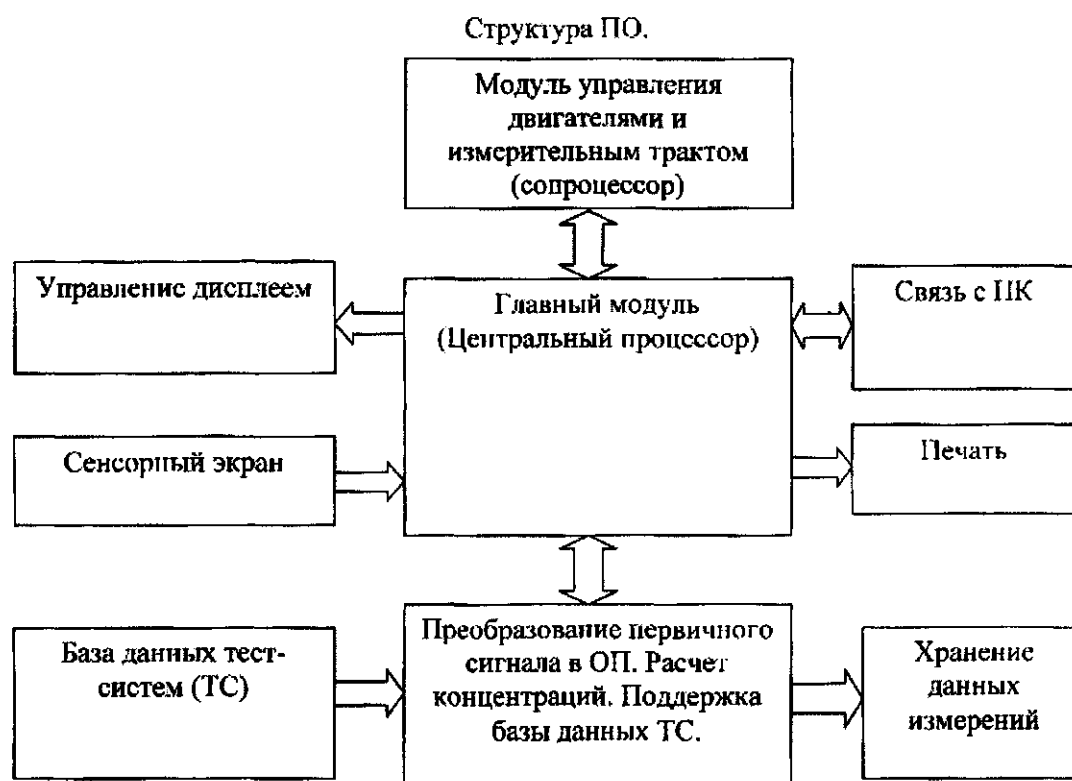 Структура ПО.
Модуль управления
двигателями и
измерительным трактом
(сопроцессор)
Управление дисплеем
Главный модуль
(Центральный процессор)
Связь с ПК
Сенсорный экран
Печать
База данных тест-
систем (ТС)
Преобразование первичного
сигнала в ОП. Расчет
концентраций. Поддержка
базы данных ТС.
Хранение
данных
измерений